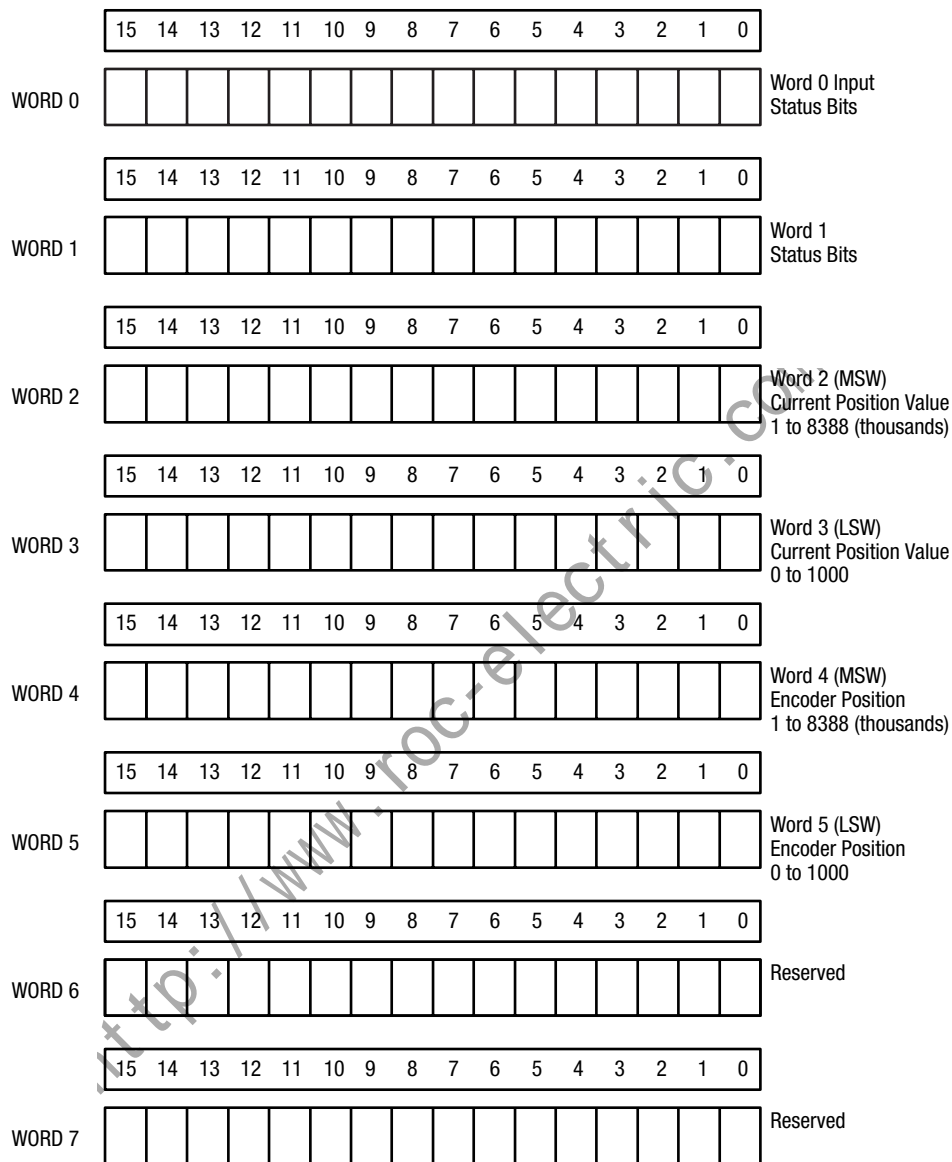 15 14 13 12 11 10 9 8 7 6 5 4 3 2 1 0
WORD 0
Word 0 Input
Status Bits
15 14 13 12 11 10 9 8 7 6 5 4 3 2 1 0
WORD 1
Word 1
Status Bits
15 14 13 12 11 10 9 8 7 6 5 4 3 2 1 0
WORD 2
Word 2 (MSW)
Current Position Value
1 to 8388 (thousands)
15 14 13 12 11 10 9 8 7 6 5 4 3 2 1 0
WORD 3
Word 3 (LSW)
Current Position Value
0 to 1000
15 14 13 12 11 10 9 8 7 6 5 4 3 2 1 0
WORD 4
Word 4 (MSW)
Encoder Position
1 to 8388 (thousands)
15 14 13 12 11 10 9 8 7 6 5 4 3 2 1 0
WORD 5
Word 5 (LSW)
Encoder Position
0 to 1000
15 14 13 12 11 10 9 8 7 6 5 4 3 2 1 0
WORD 6
Reserved
15 14 13 12 11 10 9 8 7 6 5 4 3 2 1 0
WORD 7
Reserved
http://www.roc-electric.com